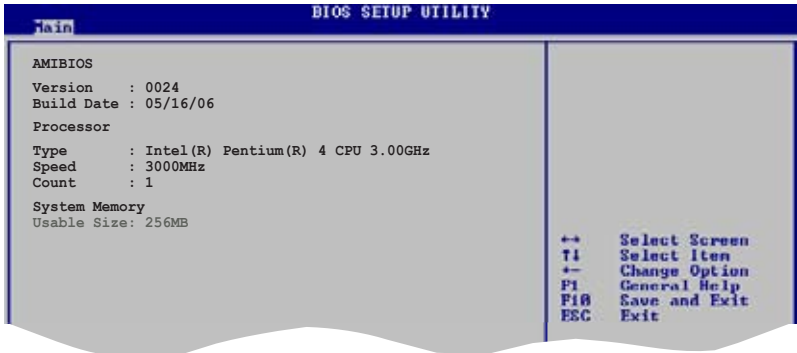 BIOS SETUP UTILITY
Main
AMIBIOS
Version : 0024
Build Date : 05/16/06
Processor
Type : Intel(R) Pentium(R) 4 CPU 3.00GHz
Speed : 3000MHz
Count : 1
System Memory
Usable Size: 256MB
←→ Select Screen
↑↓ Select Item
+- Change Option
F1 General Help
F10 Save and Exit
ESC Exit